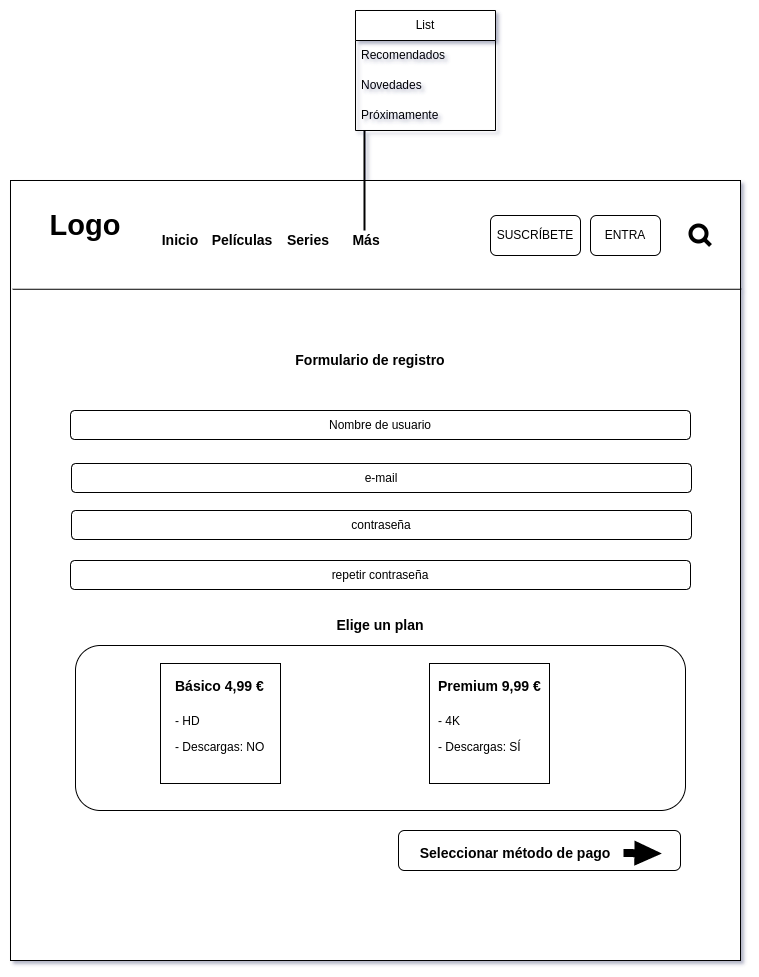 List
Recomendados
Novedades
Próximamente
Logo
Inicio Películas Series Más
SUSCRÍBETE ENTRA
Formulario de registro
Nombre de usuario
e-mail
contraseña
repetir contraseña
Elige un plan
Básico 4,99 €
- HD
- Descargas: NO
Premium 9,99 €
- 4K
- Descargas: SÍ
Seleccionar método de pago